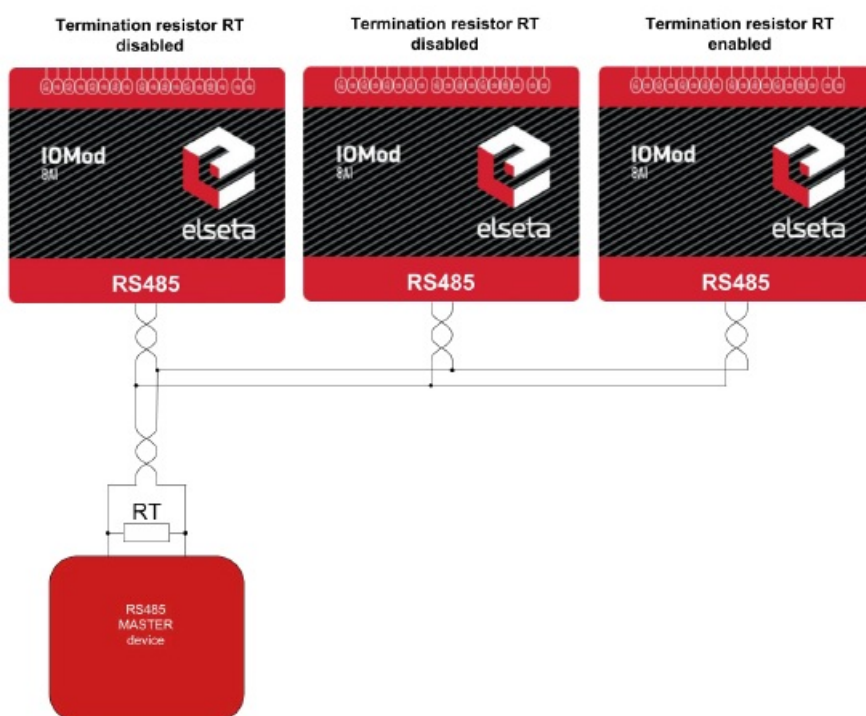 Termination resistor RT
disabled
Termination resistor RT
disabled
Termination resistor RT
enabled
IOMod
8AI
elseta
RS485
IOMod
8AI
elseta
RS485
IOMod
8AI
elseta
RS485
RT
RS485
MASTER
device